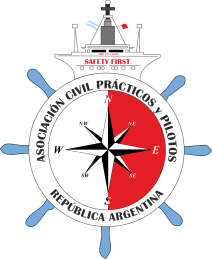 SAFETY FIRST
ASOCIACIÓN CIVIL PRÁCTICOS Y PILOTOS
N
NW
NE
W
E
SW
SE
S
REPÚBLICA ARGENTINA